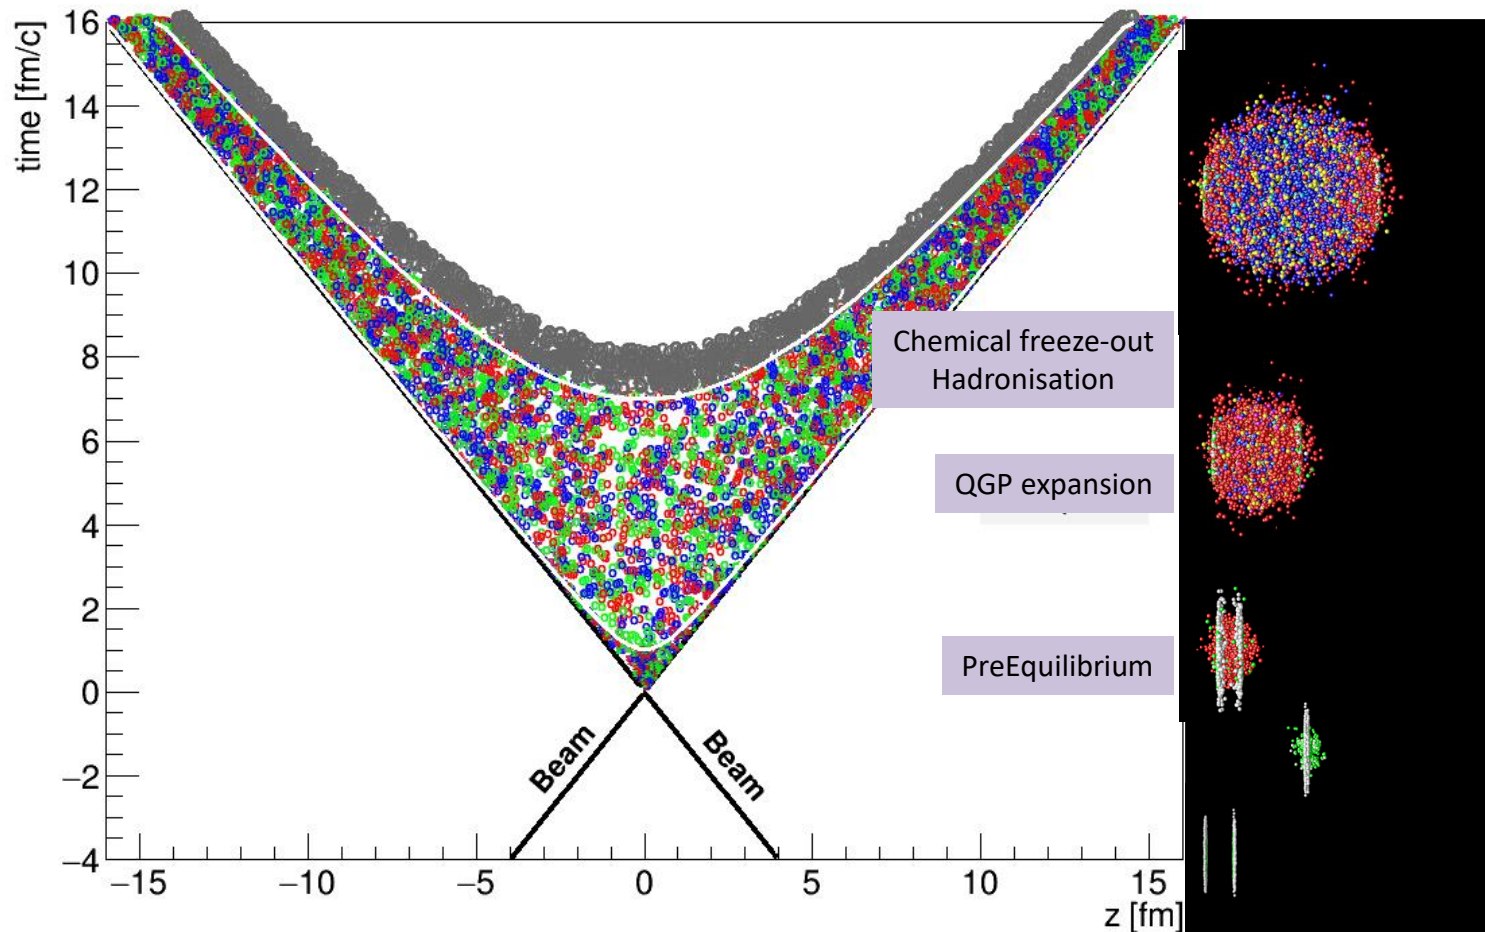 time [fm/c]
16
14
12
10
8
6
4
2
0
−2
−4
Chemical freeze-out
Hadronisation
QGP expansion
PreEquilibrium
Beam
Beam
−15
−10
−5
0
5
10
15
z [fm]